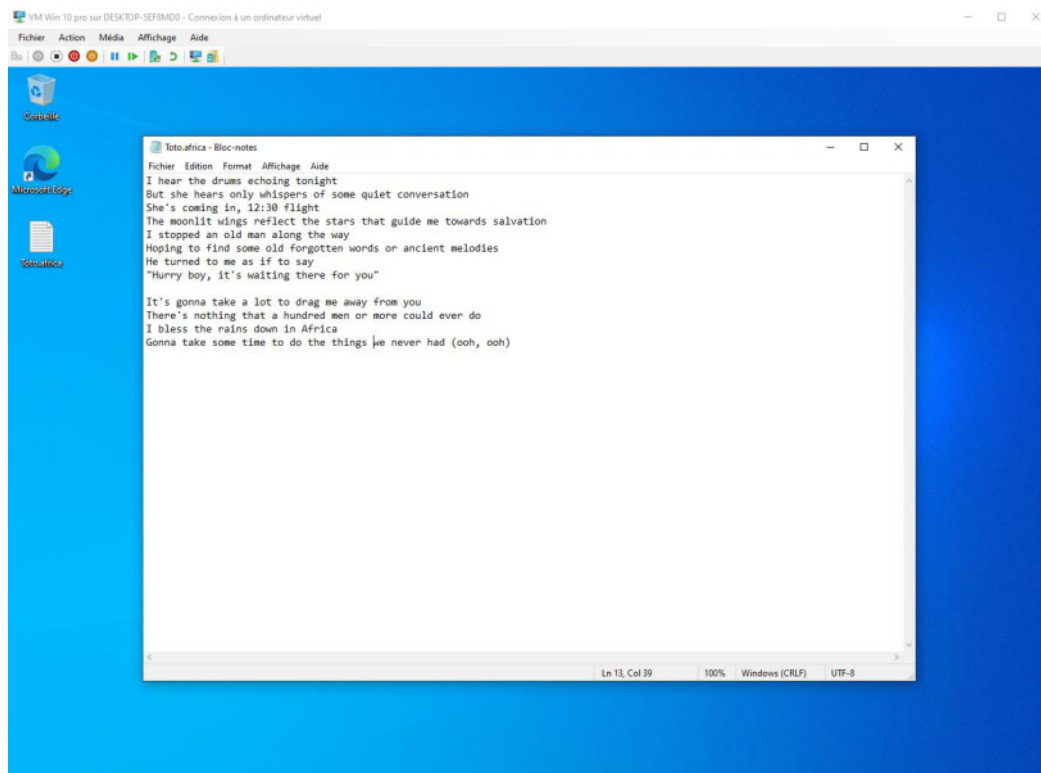 VM Win 10 pro sur DESKTOP-5EF8MD0 - Connexion à un ordinateur virtuel
Fichier Action Média Affichage Aide
Corbeille
Microsoft Edge
Toto.africa
Toto.africa - Bloc-notes
Fichier Edition Format Affichage Aide
I hear the drums echoing tonight
But she hears only whispers of some quiet conversation
She's coming in, 12:30 flight
The moonlit wings reflect the stars that guide me towards salvation
I stopped an old man along the way
Hoping to find some old forgotten words or ancient melodies
He turned to me as if to say
"Hurry boy, it's waiting there for you"
It's gonna take a lot to drag me away from you
There's nothing that a hundred men or more could ever do
I bless the rains down in Africa
Gonna take some time to do the things we never had (ooh, ooh)
Ln 13, Col 39 100% Windows (CRLF) UTF-8